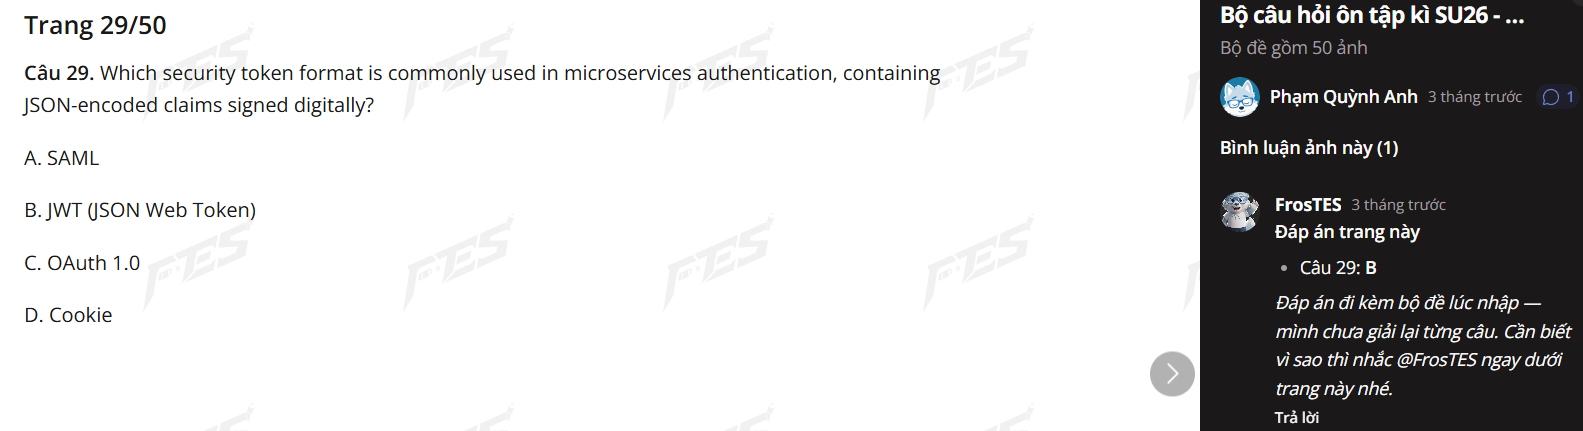 Trang 29/50
Câu 29. Which security token format is commonly used in microservices authentication, containing
JSON-encoded claims signed digitally?
A. SAML
B. JWT (JSON Web Token)
C. OAuth 1.0
D. Cookie
Bộ câu hỏi ôn tập kì SU26 - ...
Bộ đề gồm 50 ảnh
Phạm Quỳnh Anh 3 tháng trước 1
Bình luận ảnh này (1)
FrosTES 3 tháng trước
Đáp án trang này
• Câu 29: B
Đáp án đi kèm bộ đề lúc nhập —
mình chưa giải lại từng câu. Cần biết
vì sao thì nhắc @FrosTES ngay dưới
trang này nhé.
Trả lời
FES